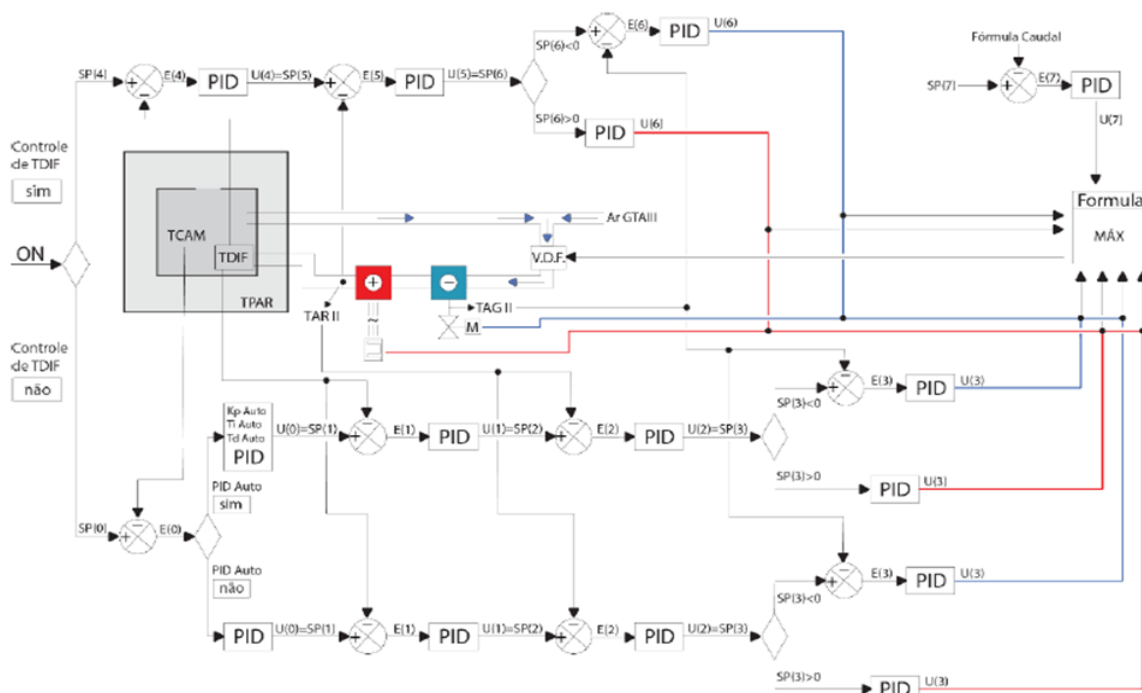 SP(6)<0
E(6)
PID
U(6)
Fórmula Caudal
SP(4)
E(4)
PID
U(4)=SP(5)
E(5)
PID
U(5)=SP(6)
SP(7)
E(7)
PID
U(7)
SP(6)>0
PID
U(6)
Controle
de TDIF
sim
TCAM
TDIF
TPAR
Ar GTAIII
V.D.F.
Formula
MÁX
ON
TAR II
TAG II
M
Controle
de TDIF
não
Kp Auto
Ti Auto
Td Auto
PID
U(0)=SP(1)
E(1)
PID
U(1)=SP(2)
E(2)
PID
U(2)=SP(3)
SP(3)<0
E(3)
PID
U(3)
PID Auto
sim
SP(3)>0
PID
U(3)
SP(0)
E(0)
PID Auto
não
SP(3)<0
E(3)
PID
U(3)
PID
U(0)=SP(1)
E(1)
PID
U(1)=SP(2)
E(2)
PID
U(2)=SP(3)
SP(3)>0
PID
U(3)